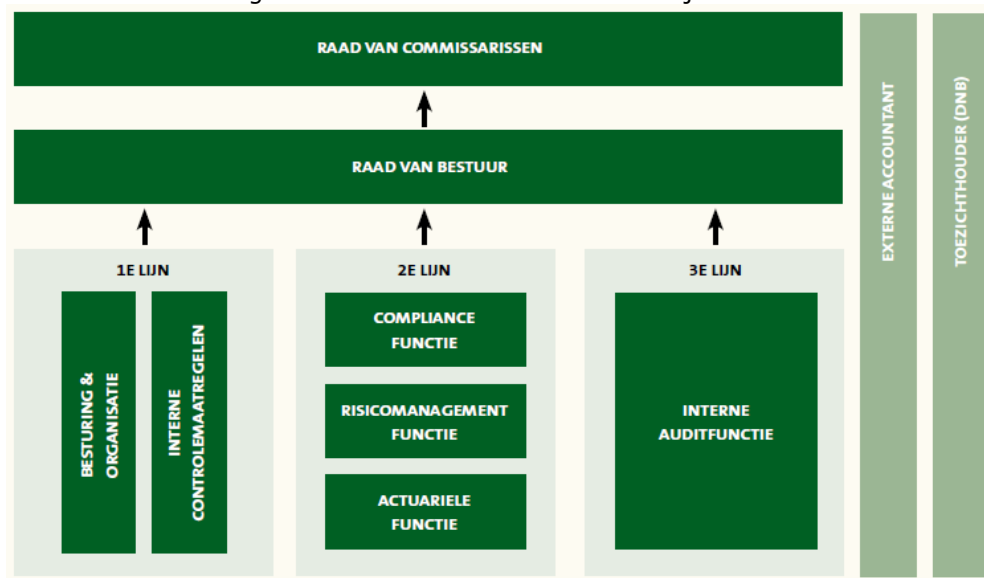 RAAD VAN COMMISSARISSEN
RAAD VAN BESTUUR
1E LIJN
BESTURING &
ORGANISATIE
INTERNE
CONTROLEMAATREGELEN
2E LIJN
COMPLIANCE
FUNCTIE
RISICOMANAGEMENT
FUNCTIE
ACTUARIELE
FUNCTIE
3E LIJN
INTERNE
AUDITFUNCTIE
EXTERNE ACCOUNTANT
TOEZICHTHOUDER (DNB)